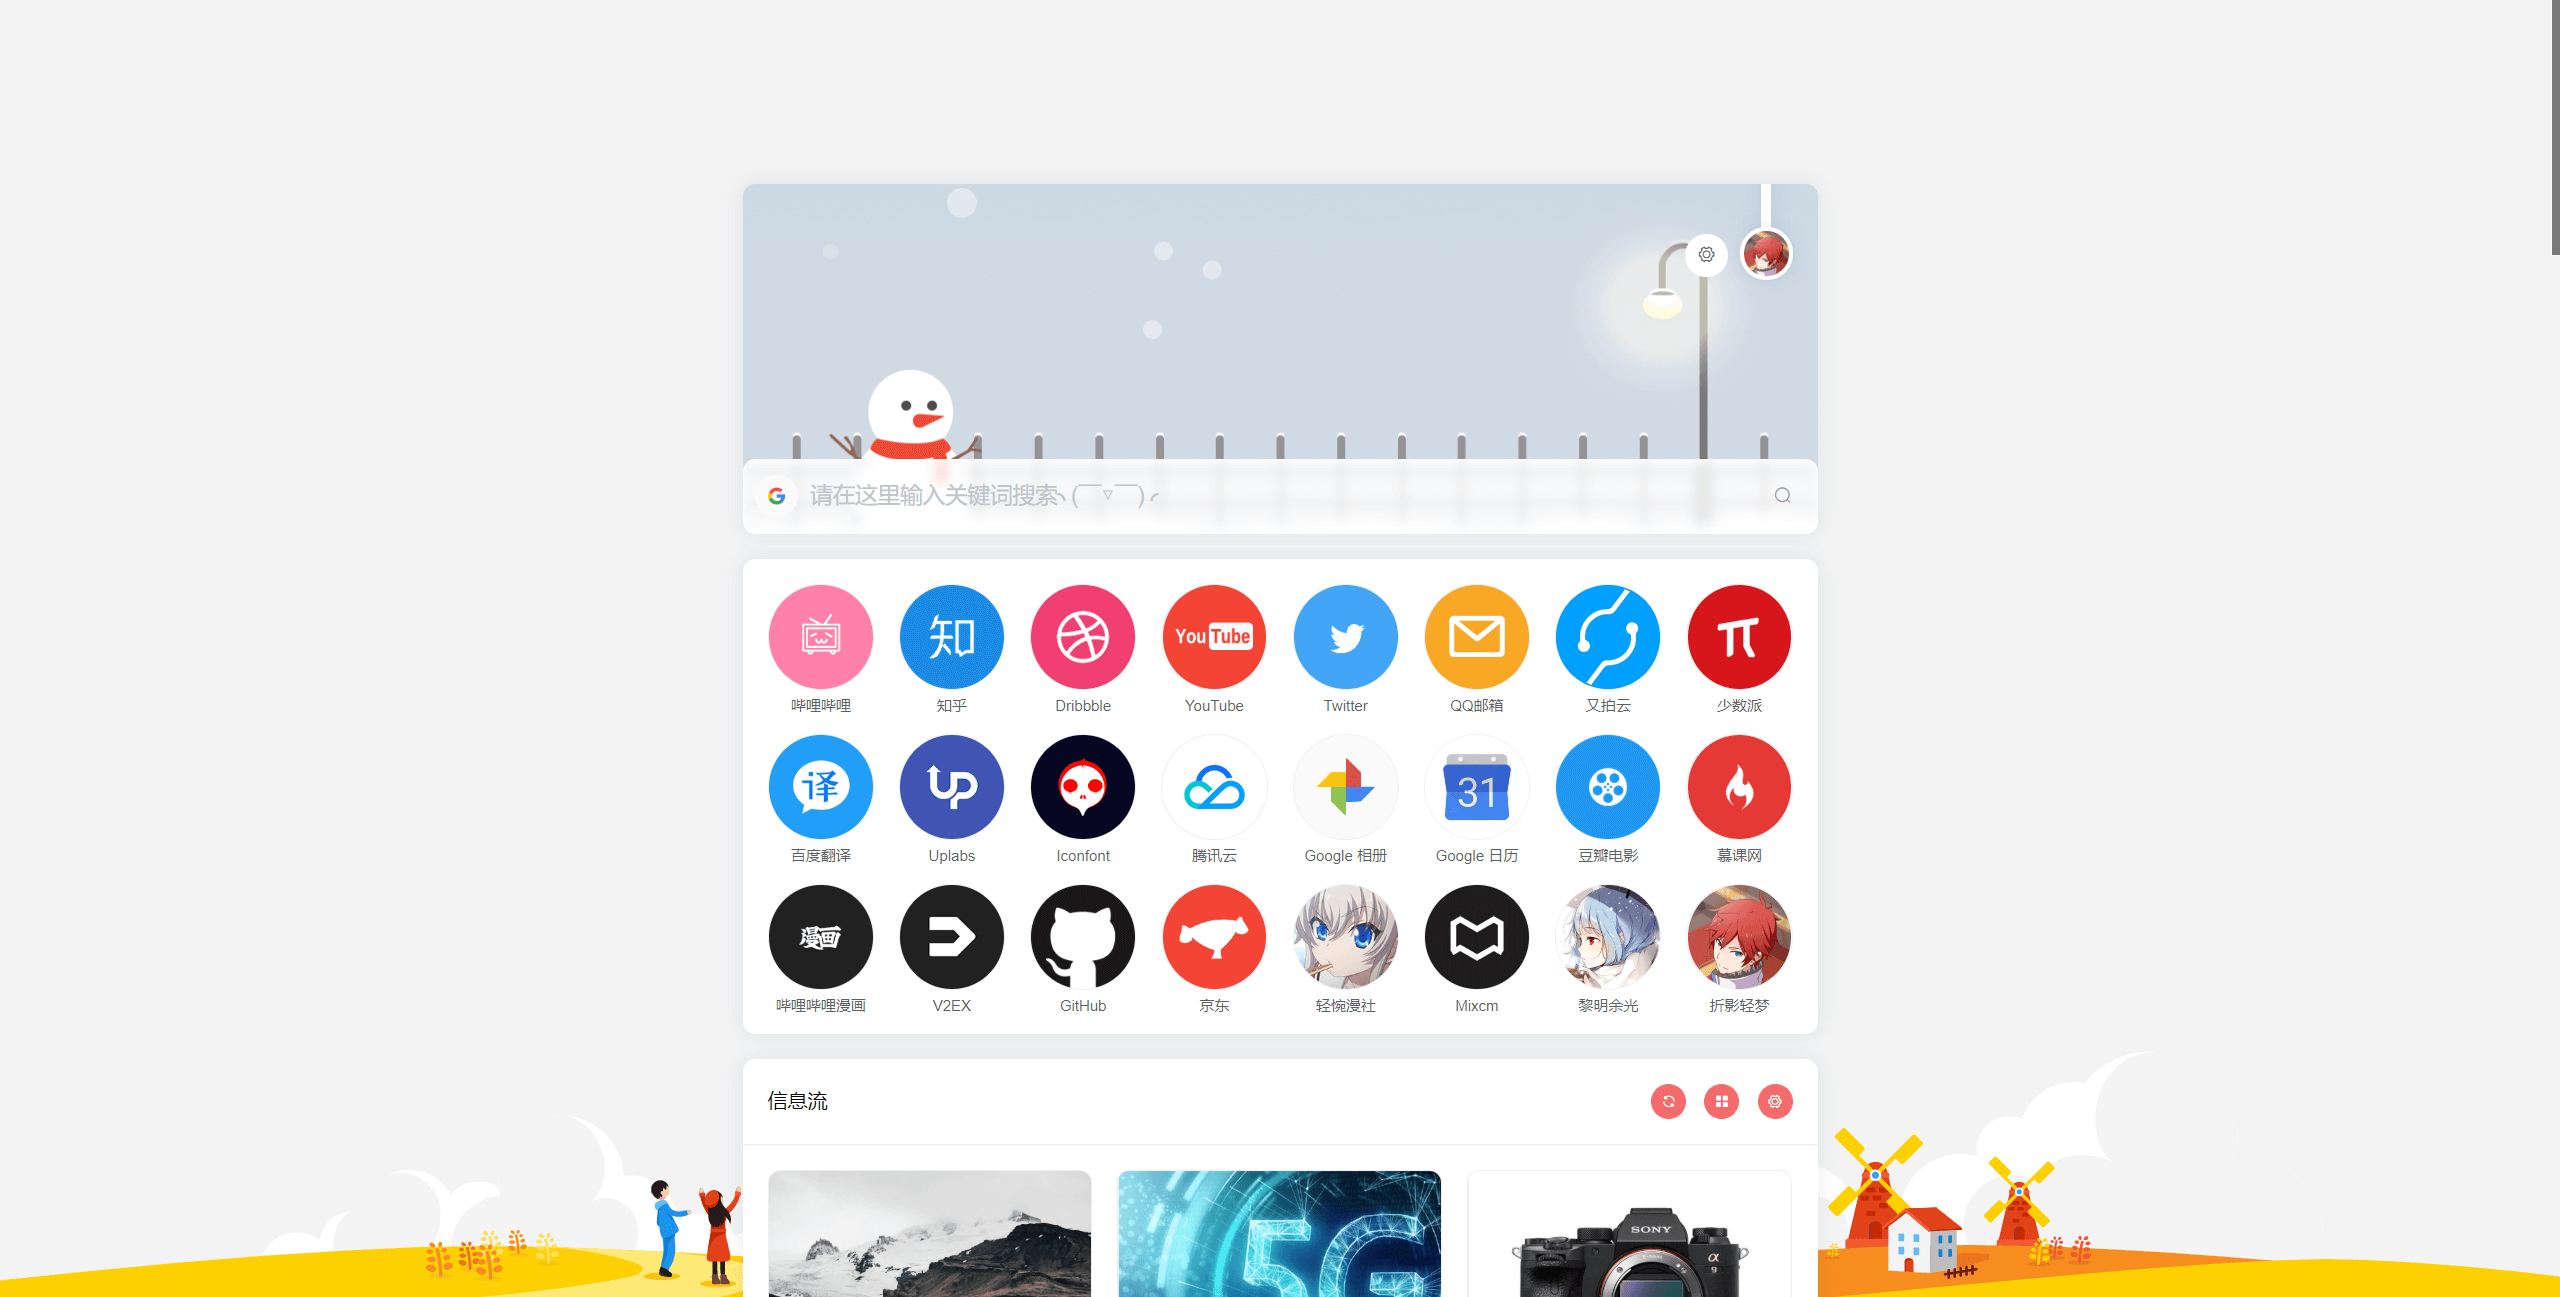 请在这里输入关键词搜索╮(￣▽￣)╭
You Tube
知
π
哔哩哔哩
知乎
Dribbble
YouTube
Twitter
QQ邮箱
又拍云
少数派
译
UP
31
百度翻译
Uplabs
Iconfont
腾讯云
Google 相册
Google 日历
豆瓣电影
慕课网
漫画
哔哩哔哩漫画
V2EX
GitHub
京东
轻惋漫社
Mixcm
黎明余光
折影轻梦
信息流
5G
SONY
α
9